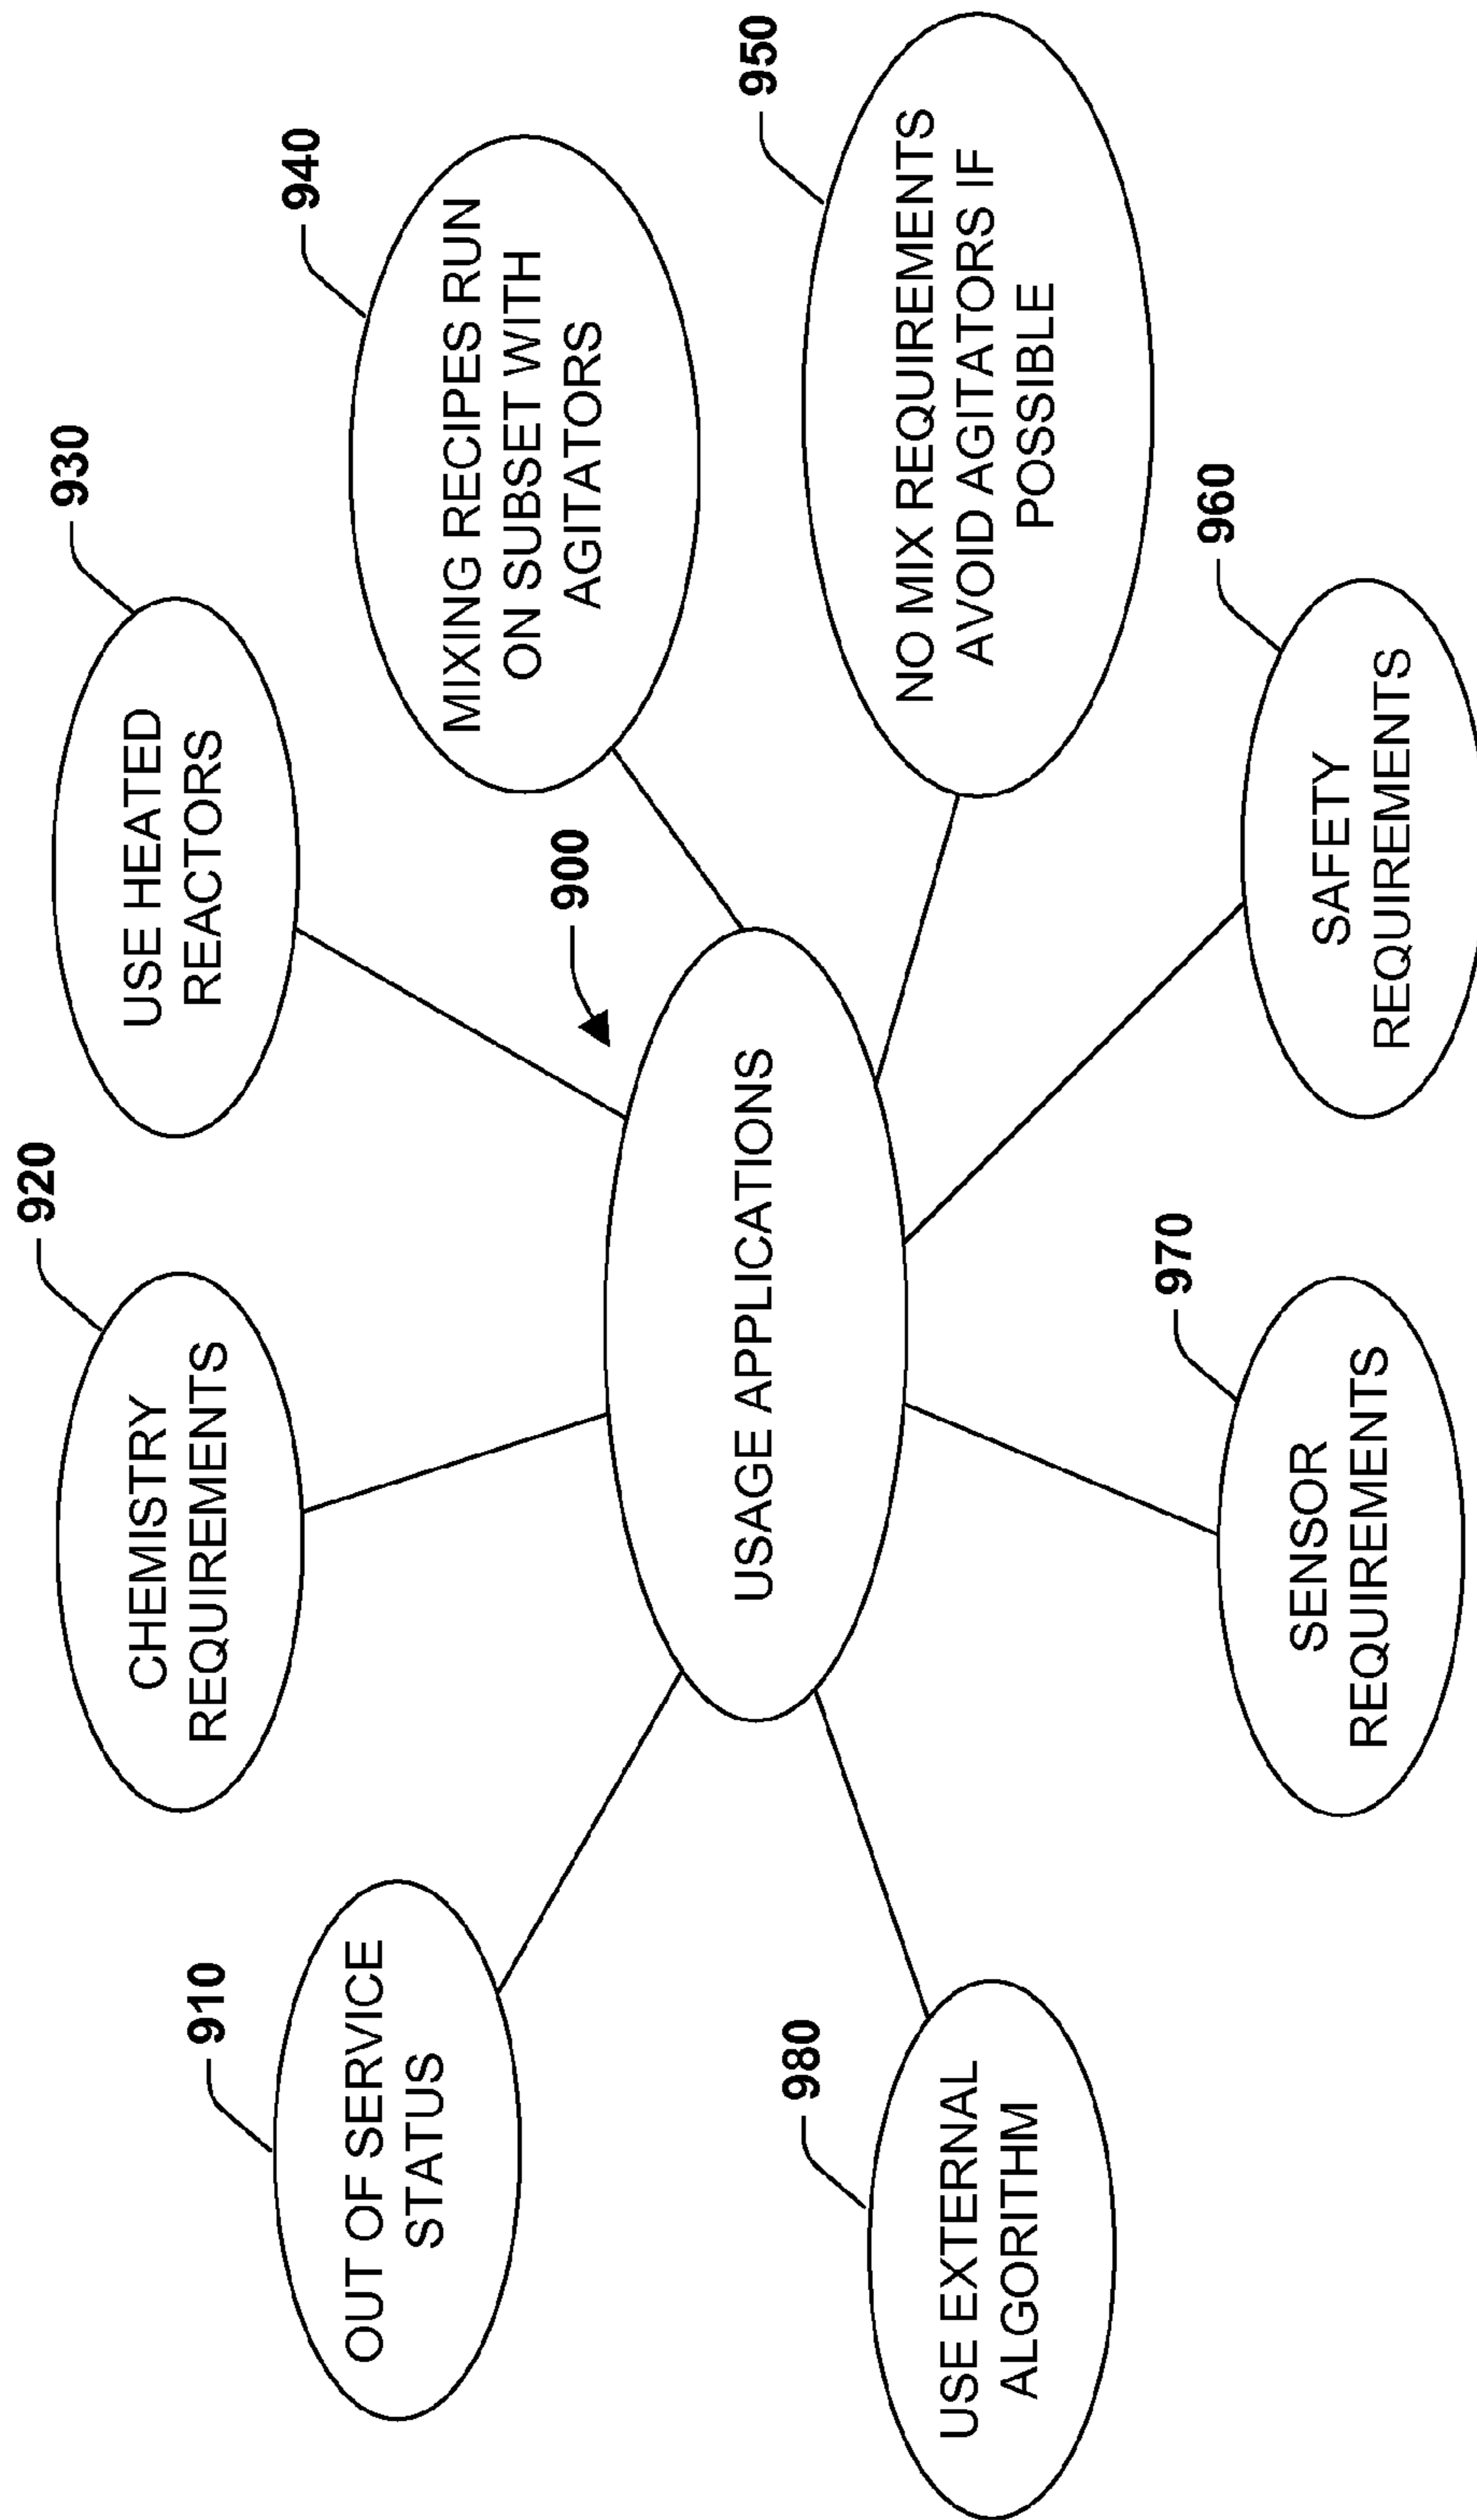 910
OUT OF SERVICE
STATUS
920
CHEMISTRY
REQUIREMENTS
930
USE HEATED
REACTORS
940
MIXING RECIPES RUN
ON SUBSET WITH
AGITATORS
950
NO MIX REQUIREMENTS
AVOID AGITATORS IF
POSSIBLE
960
SAFETY
REQUIREMENTS
970
SENSOR
REQUIREMENTS
980
USE EXTERNAL
ALGORITHM
900
USAGE APPLICATIONS